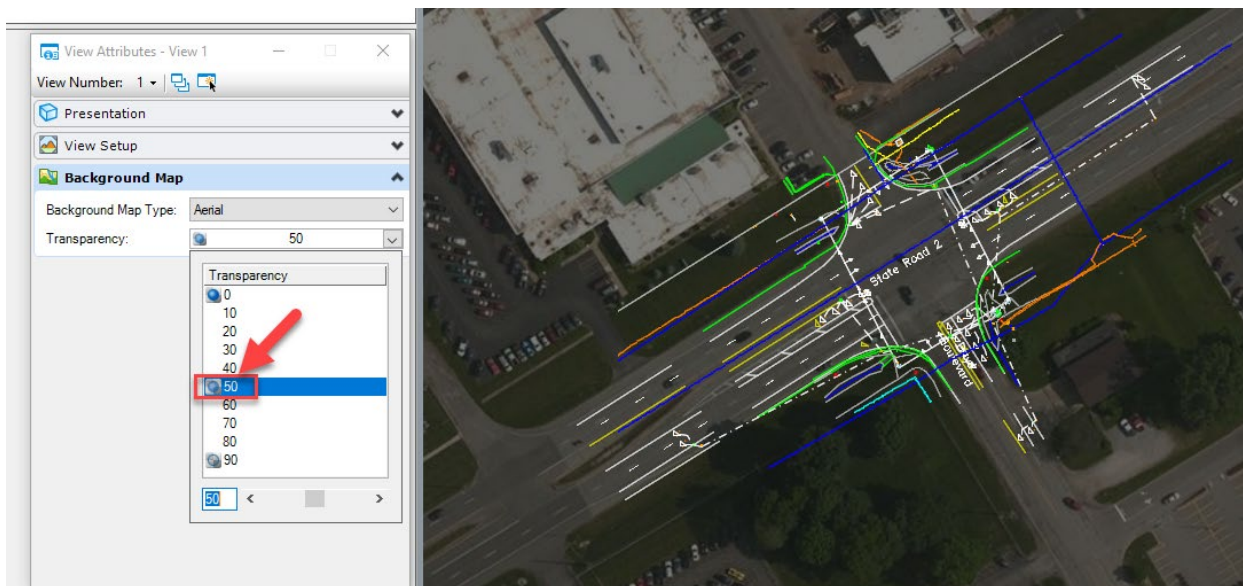 View Attributes - View 1
View Number: 1
Presentation
View Setup
Background Map
Background Map Type: Aerial
Transparency: 50
Transparency
0
10
20
30
40
50
60
70
80
90
50
State Road 2
Boulevard